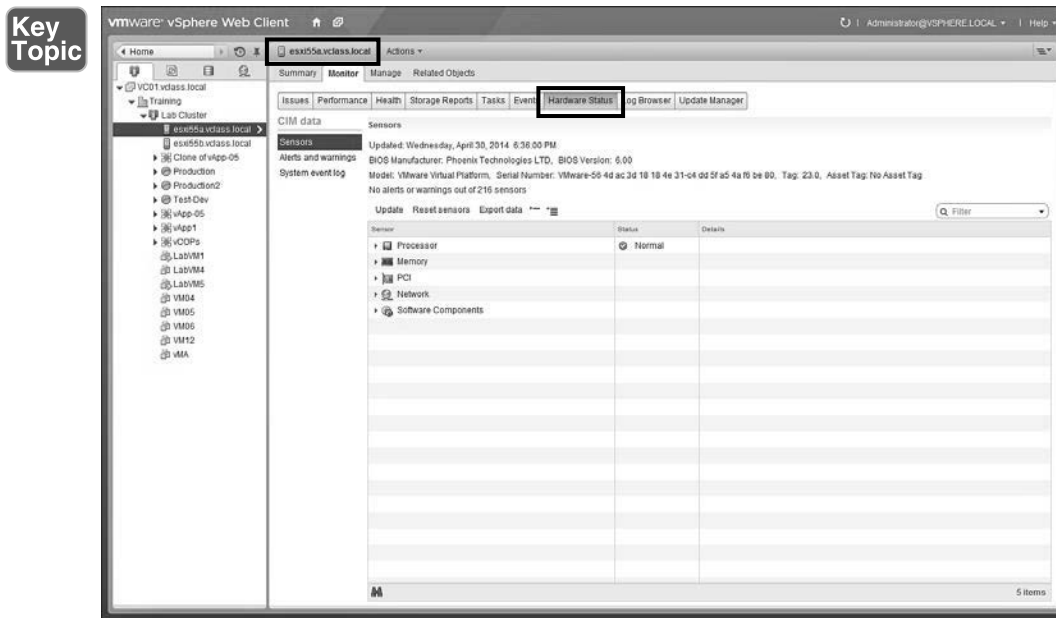 Key
Topic
vmware vSphere Web Client
Administrator@VSPHERE.LOCAL
Help
Home
esxi55a.vclass.local
Actions
Summary Monitor Manage Related Objects
Issues Performance Health Storage Reports Tasks Event Hardware Status og Browser Update Manager
VC01.vclass.local
Training
Lab Cluster
esxi55a.vclass.local
esxi55b.vclass.local
Clone of vApp-05
Production
Production2
Test-Dev
vApp-05
vApp1
vCOPs
LabVM1
LabVM4
LabVM5
VM04
VM05
VM06
VM12
vMA
CIM data
Sensors
Alerts and warnings
System event log
Sensors
Updated: Wednesday, April 30, 2014 6:36:00 PM
BIOS Manufacturer: Phoenix Technologies LTD, BIOS Version: 6.00
Model: VMware Virtual Platform, Serial Number: VMware-56 4d ac 3d 18 18 4e 31-c4 dd 5f a5 4a f6 be 80, Tag: 23.0, Asset Tag: No Asset Tag
No alerts or warnings out of 216 sensors
Update Reset sensors Export data
Filter
Sensor Status Details
Processor Normal
Memory
PCI
Network
Software Components
5 items